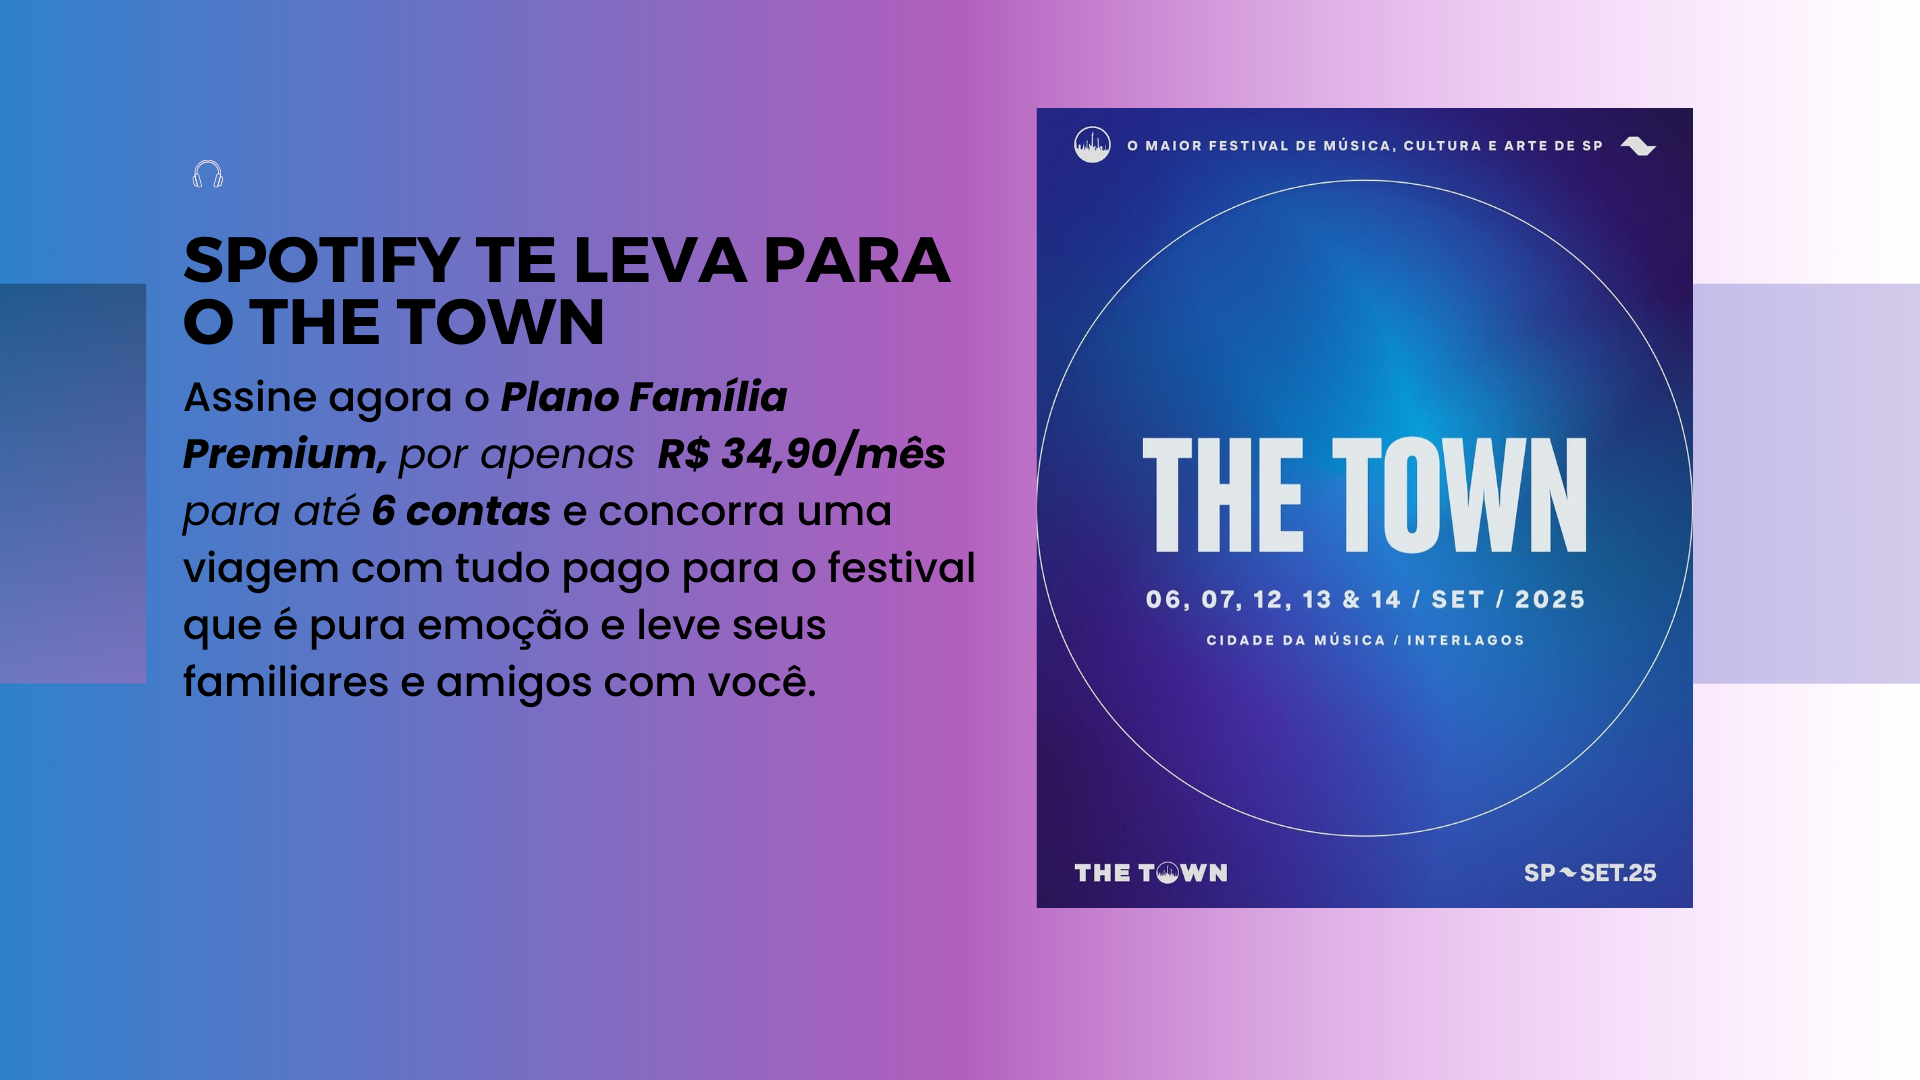 SPOTIFY TE LEVA PARA
O THE TOWN
Assine agora o Plano Família
Premium, por apenas R$ 34,90/mês
para até 6 contas e concorra uma
viagem com tudo pago para o festival
que é pura emoção e leve seus
familiares e amigos com você.
O MAIOR FESTIVAL DE MÚSICA, CULTURA E ARTE DE SP
THE TOWN
06, 07, 12, 13 & 14 / SET / 2025
CIDADE DA MÚSICA / INTERLAGOS
THE TOWN
SP SET.25